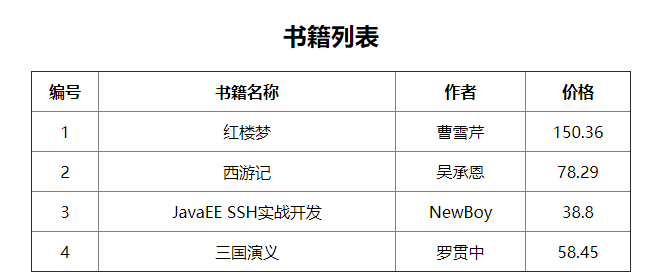 书籍列表
编号 书籍名称 作者 价格
1 红楼梦 曹雪芹 150.36
2 西游记 吴承恩 78.29
3 JavaEE SSH实战开发 NewBoy 38.8
4 三国演义 罗贯中 58.45